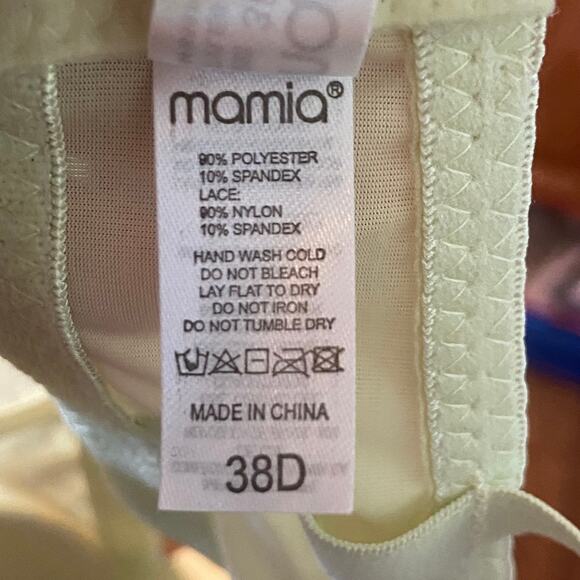 mamia®
90% POLYESTER
10% SPANDEX
LACE:
90% NYLON
10% SPANDEX
HAND WASH COLD
DO NOT BLEACH
LAY FLAT TO DRY
DO NOT IRON
DO NOT TUMBLE DRY
MADE IN CHINA
38D